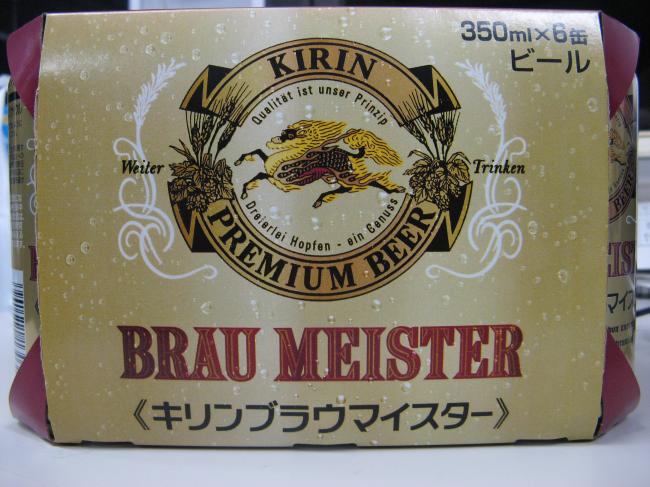 350ml×6缶
ビール
KIRIN
Qualität ist unser Prinzip
Weiter Trinken
Dreierlei Hopfen - ein Genuss
PREMIUM BEER
BRAU MEISTER
《キリンブラウマイスター》